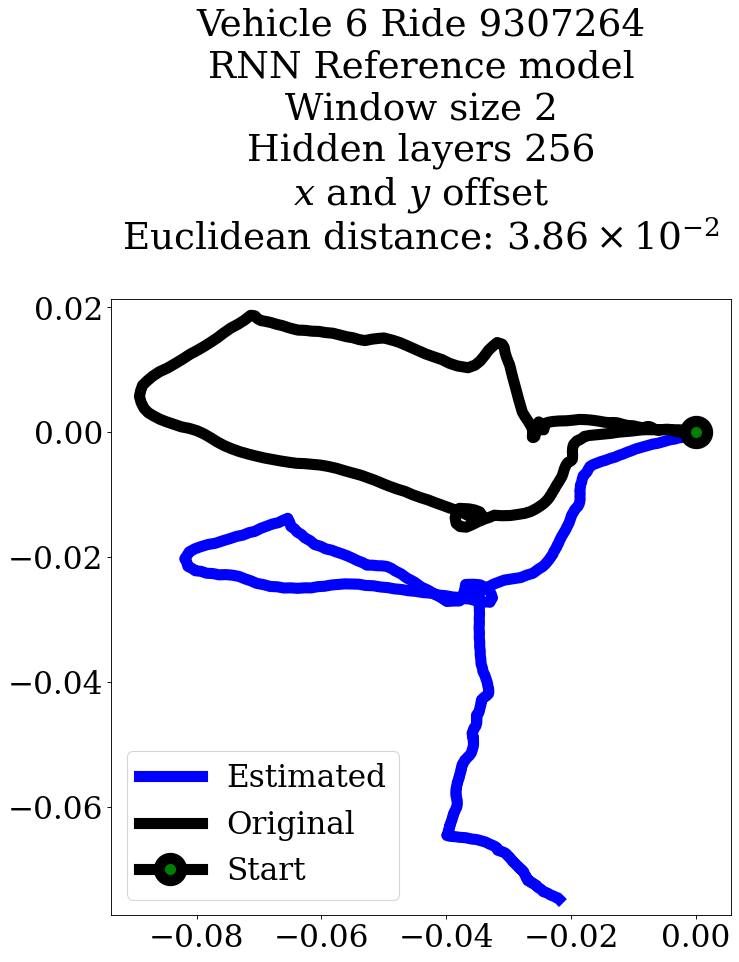 Vehicle 6 Ride 9307264
RNN Reference model
Window size 2
Hidden layers 256
x and y offset
Euclidean distance: 3.86 × 10⁻²
0.02
0.00
−0.02
−0.04
−0.06
Estimated
Original
Start
−0.08 −0.06 −0.04 −0.02 0.00